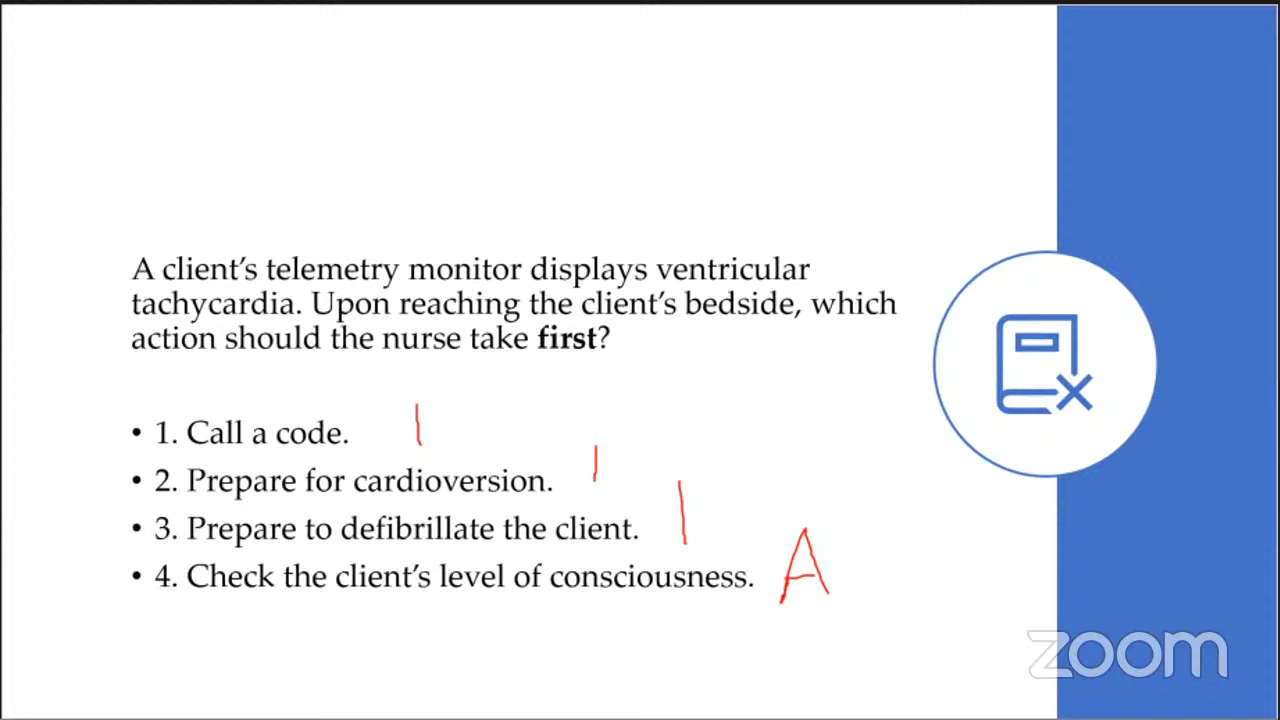 A client’s telemetry monitor displays ventricular
tachycardia. Upon reaching the client’s bedside, which
action should the nurse take first?
• 1. Call a code. I
• 2. Prepare for cardioversion. I
• 3. Prepare to defibrillate the client. I
• 4. Check the client’s level of consciousness. A
zoom